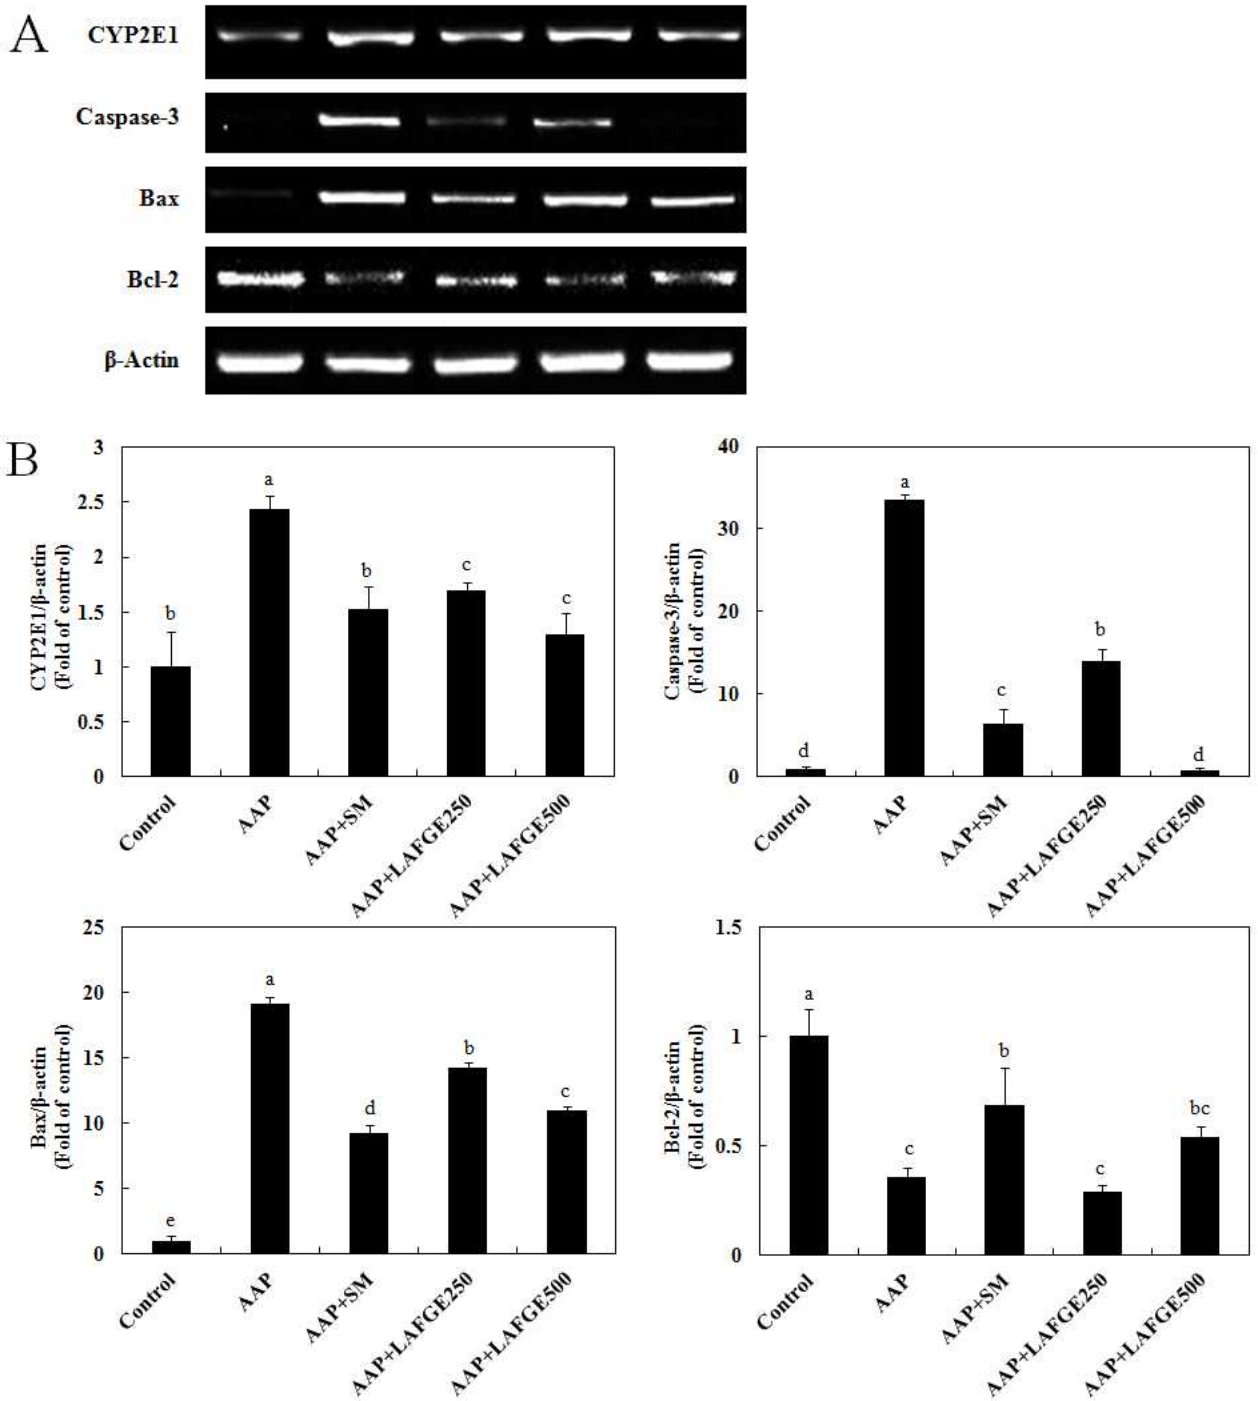 A
CYP2E1
Caspase-3
Bax
Bcl-2
β-Actin
B
CYP2E1/β-actin
(Fold of control)
3
2.5
2
1.5
1
0.5
0
b
a
b
c
c
Control
AAP
AAP+SM
AAP+LAFGE250
AAP+LAFGE500
Caspase-3/β-actin
(Fold of control)
40
30
20
10
0
d
a
c
b
d
Control
AAP
AAP+SM
AAP+LAFGE250
AAP+LAFGE500
Bax/β-actin
(Fold of control)
25
20
15
10
5
0
e
a
d
b
c
Control
AAP
AAP+SM
AAP+LAFGE250
AAP+LAFGE500
Bcl-2/β-actin
(Fold of control)
1.5
1
0.5
0
a
c
b
c
bc
Control
AAP
AAP+SM
AAP+LAFGE250
AAP+LAFGE500